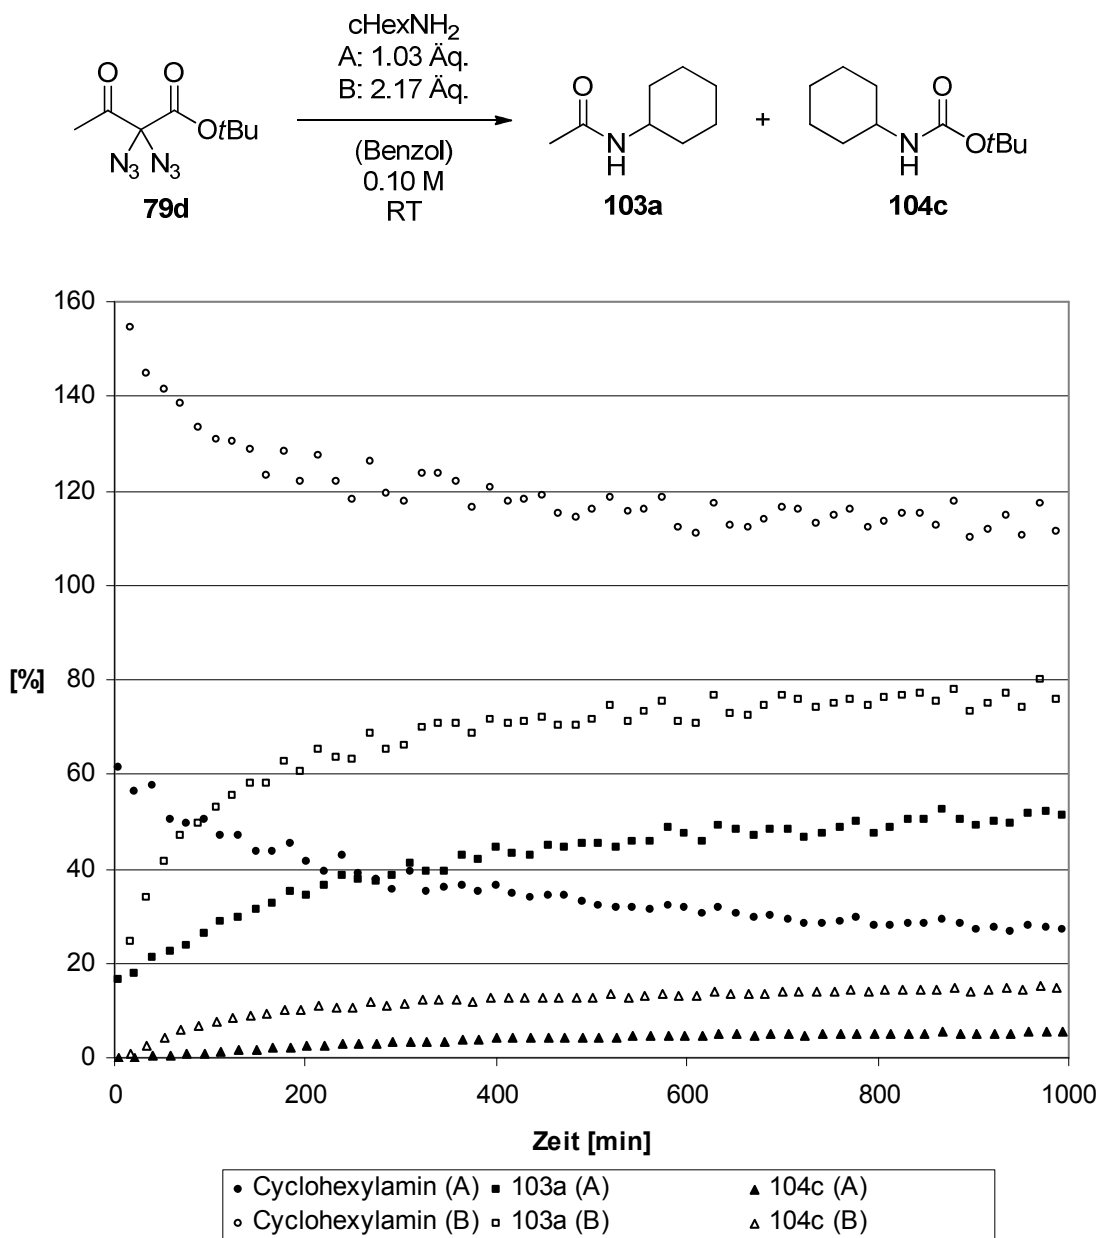 cHexNH2
A: 1.03 Äq.
B: 2.17 Äq.
(Benzol)
0.10 M
RT
O O
OtBu
N3 N3
79d
O
N
H
103a
+
O
N
H
OtBu
104c
160
140
120
100
80
60
40
20
0
[%]
0 200 400 600 800 1000
Zeit [min]
Cyclohexylamin (A) 103a (A) 104c (A)
Cyclohexylamin (B) 103a (B) 104c (B)